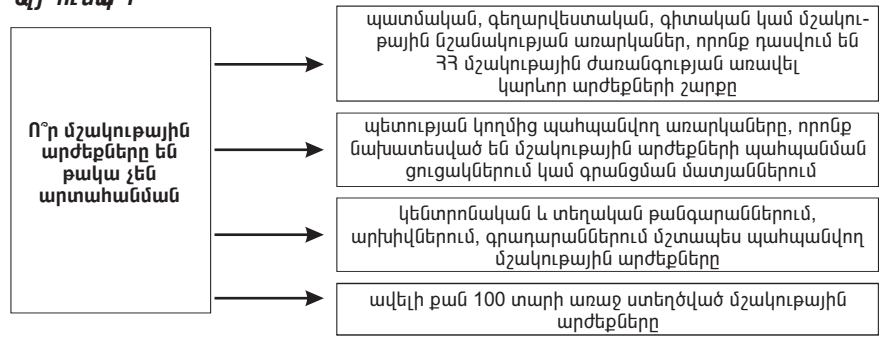 Ո՞ր մշակութային
արժեքները են
թակա չեն
արտահանման
պատմական, գեղարվեստական, գիտական կամ մշակու-
թային նշանակության առարկաներ, որոնք դասվում են
ՀՀ մշակութային ժառանգության առավել
կարևոր արժեքների շարքը
պետության կողմից պահպանվող առարկաները, որոնք
նախատեսված են մշակութային արժեքների պահպանման
ցուցակներում կամ գրանցման մատյաններում
կենտրոնական և տեղական թանգարաններում,
արխիվներում, գրադարաններում մշտապես պահպանվող
մշակութային արժեքները
ավելի քան 100 տարի առաջ ստեղծված մշակութային
արժեքները